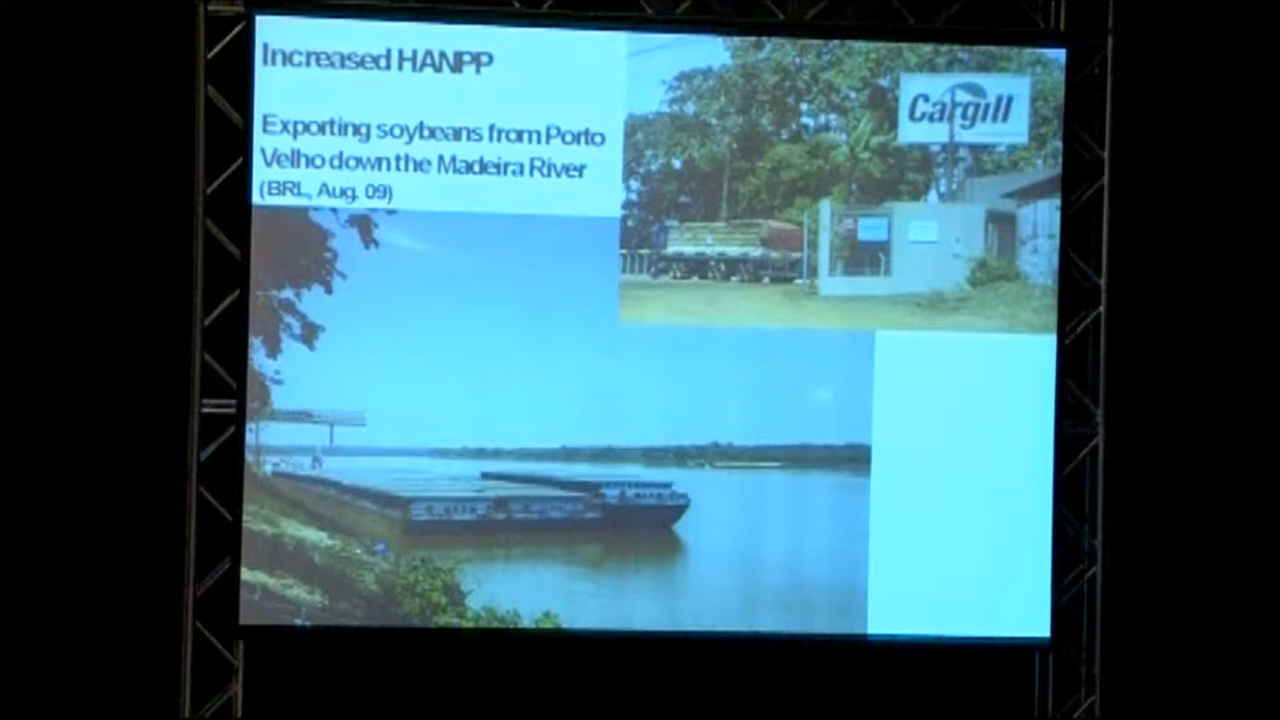 Increased HANPP
Exporting soybeans from Porto
Velho down the Madeira River
(BRL, Aug. 09)
Cargill